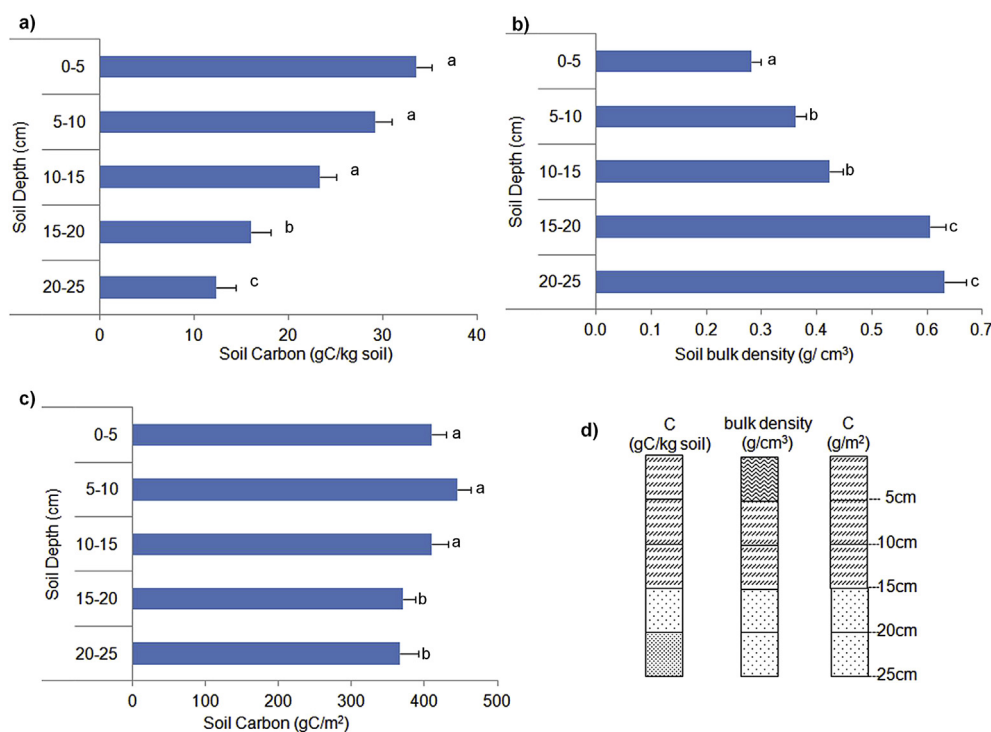 a)
Soil Depth (cm)
0-5
a
5-10
a
10-15
a
15-20
b
20-25
c
0 10 20 30 40
Soil Carbon (gC/kg soil)
b)
Soil Depth (cm)
0-5
a
5-10
b
10-15
b
15-20
c
20-25
c
0.0 0.1 0.2 0.3 0.4 0.5 0.6 0.7
Soil bulk density (g/ cm³)
c)
Soil Depth (cm)
0-5
a
5-10
a
10-15
a
15-20
b
20-25
b
0 100 200 300 400 500
Soil Carbon (gC/m²)
d)
C
(gC/kg soil)
bulk density
(g/cm³)
C
(g/m²)
5cm
10cm
15cm
20cm
25cm